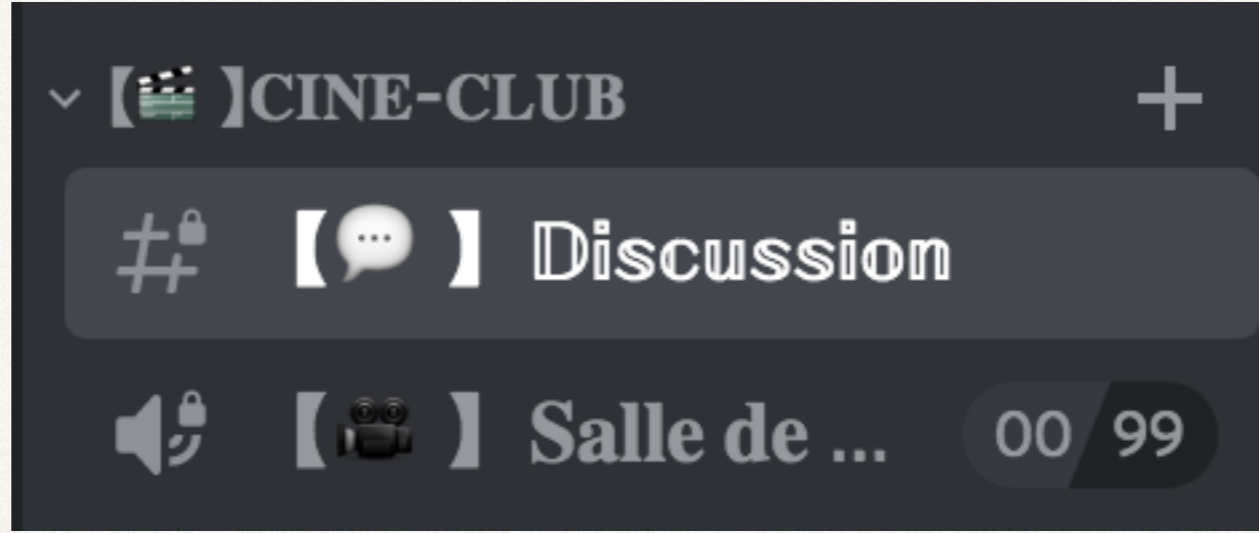 【🎬 】CINE-CLUB
【💬 】 𝔻𝕚𝕤𝕔𝕦𝕤𝕤𝕚𝕠𝕟
【🎥 】 Salle de ... 00 99